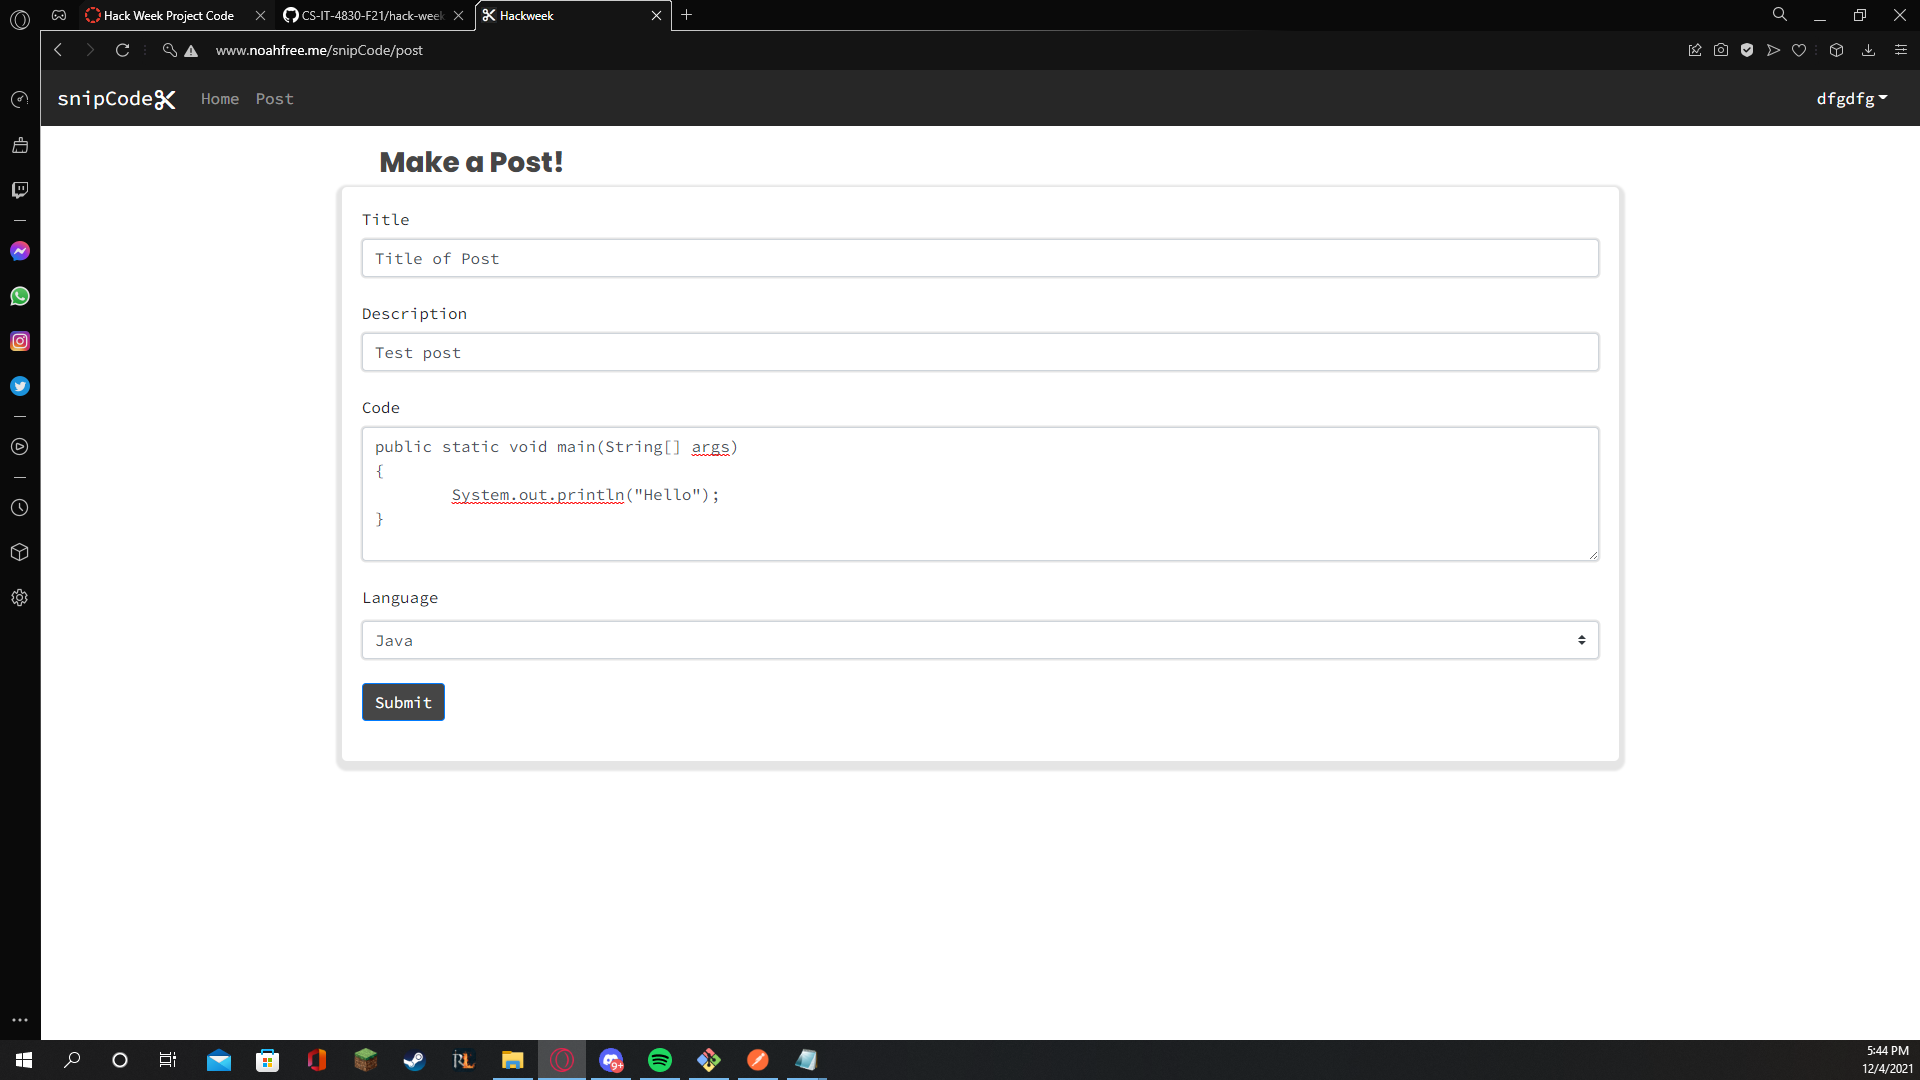 Hack Week Project Code
CS-IT-4830-F21/hack-week
Hackweek
www.noahfree.me/snipCode/post
snipCode
Home
Post
dfgdfg
Make a Post!
Title
Title of Post
Description
Test post
Code
public static void main(String[] args)
{
System.out.println("Hello");
}
Language
Java
Submit
RL
9+
5:44 PM
12/4/2021